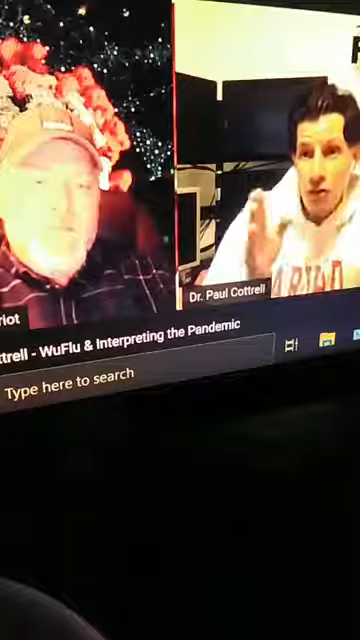 riot
Dr. Paul Cottrell
ttrell - WuFlu & Interpreting the Pandemic
Type here to search